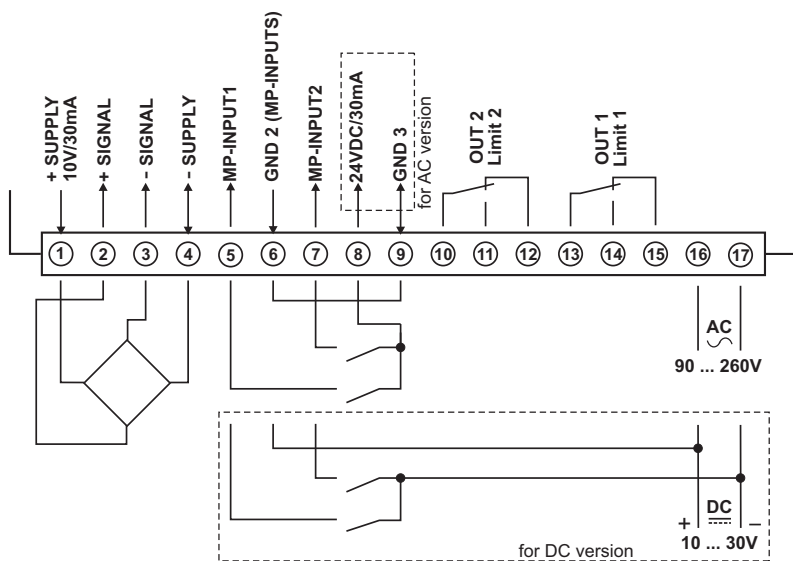 + SUPPLY
10V/30mA
+ SIGNAL
- SIGNAL
- SUPPLY
MP-INPUT1
GND 2 (MP-INPUTS)
MP-INPUT2
24VDC/30mA
GND 3
for AC version
OUT 2
Limit 2
OUT 1
Limit 1
1 2 3 4 5 6 7 8 9 10 11 12 13 14 15 16 17
AC
90 ... 260V
+ DC −
10 ... 30V
for DC version